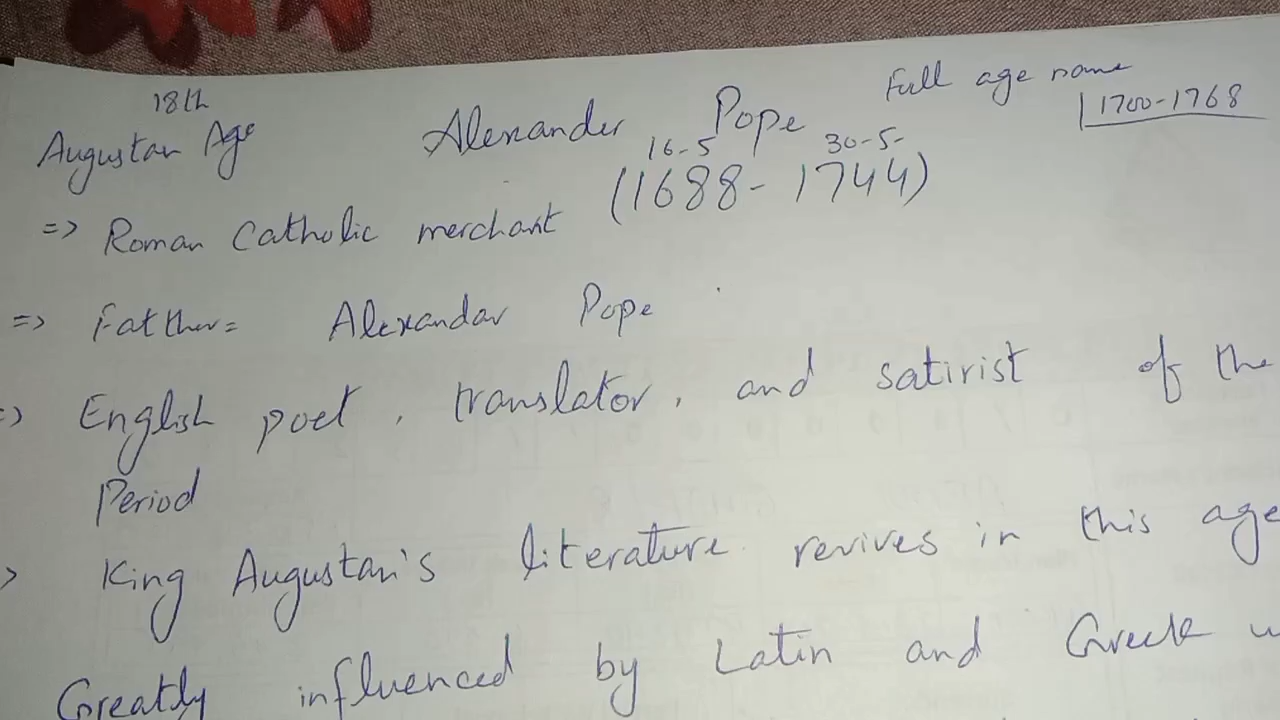 18th
Augustan Age
Alexander Pope
Full age name
1700-1768
16-5 30-5-
(1688-1744)
=> Roman Catholic merchant
=> Father= Alexandar Pope
=> English poet, translator, and satirist of the
Period
> King Augustan's literature revives in this age
Greatly influenced by Latin and Greek